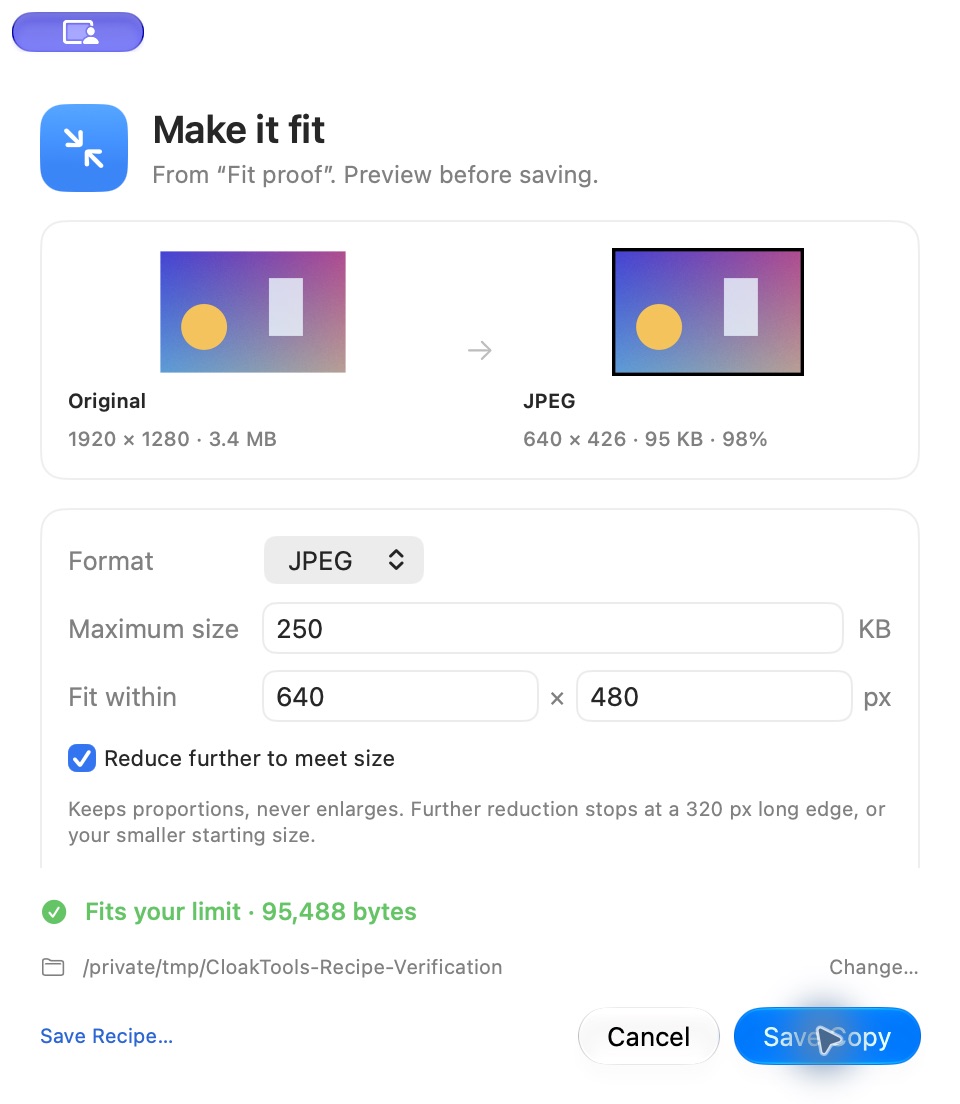 Make it fit
From “Fit proof”. Preview before saving.
Original
1920 × 1280 · 3.4 MB
→
JPEG
640 × 426 · 95 KB · 98%
Format JPEG
Maximum size 250 KB
Fit within 640 × 480 px
Reduce further to meet size
Keeps proportions, never enlarges. Further reduction stops at a 320 px long edge, or
your smaller starting size.
Fits your limit · 95,488 bytes
/private/tmp/CloakTools-Recipe-Verification Change...
Save Recipe... Cancel Save Copy